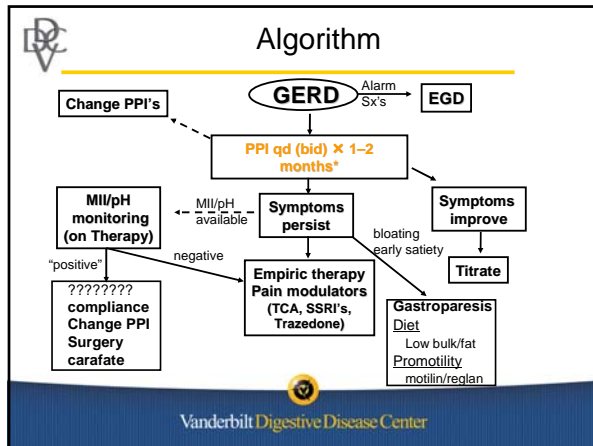 DDCV
Algorithm
GERD
Alarm
Sx's
EGD
Change PPI's
PPI qd (bid) × 1–2
months*
MII/pH
monitoring
(on Therapy)
MII/pH
available
Symptoms
persist
Symptoms
improve
bloating
early satiety
Titrate
"positive"
negative
????????
compliance
Change PPI
Surgery
carafate
Empiric therapy
Pain modulators
(TCA, SSRI's,
Trazedone)
Gastroparesis
Diet
Low bulk/fat
Promotility
motilin/reglan
Vanderbilt Digestive Disease Center